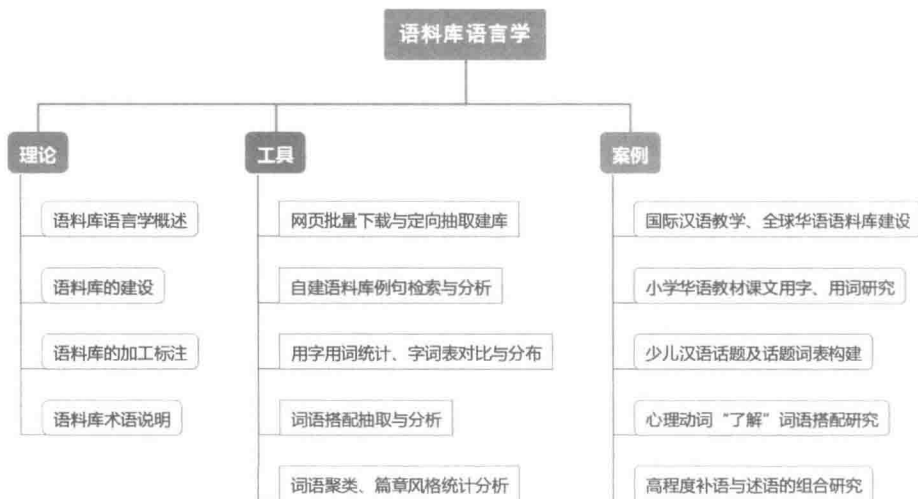 语料库语言学
理论
语料库语言学概述
语料库的建设
语料库的加工标注
语料库术语说明
工具
网页批量下载与定向抽取建库
自建语料库例句检索与分析
用字用词统计、字词表对比与分布
词语搭配抽取与分析
词语聚类、篇章风格统计分析
案例
国际汉语教学、全球华语语料库建设
小学华语教材课文用字、用词研究
少儿汉语话题及话题词表构建
心理动词“了解”词语搭配研究
高程度补语与述语的组合研究